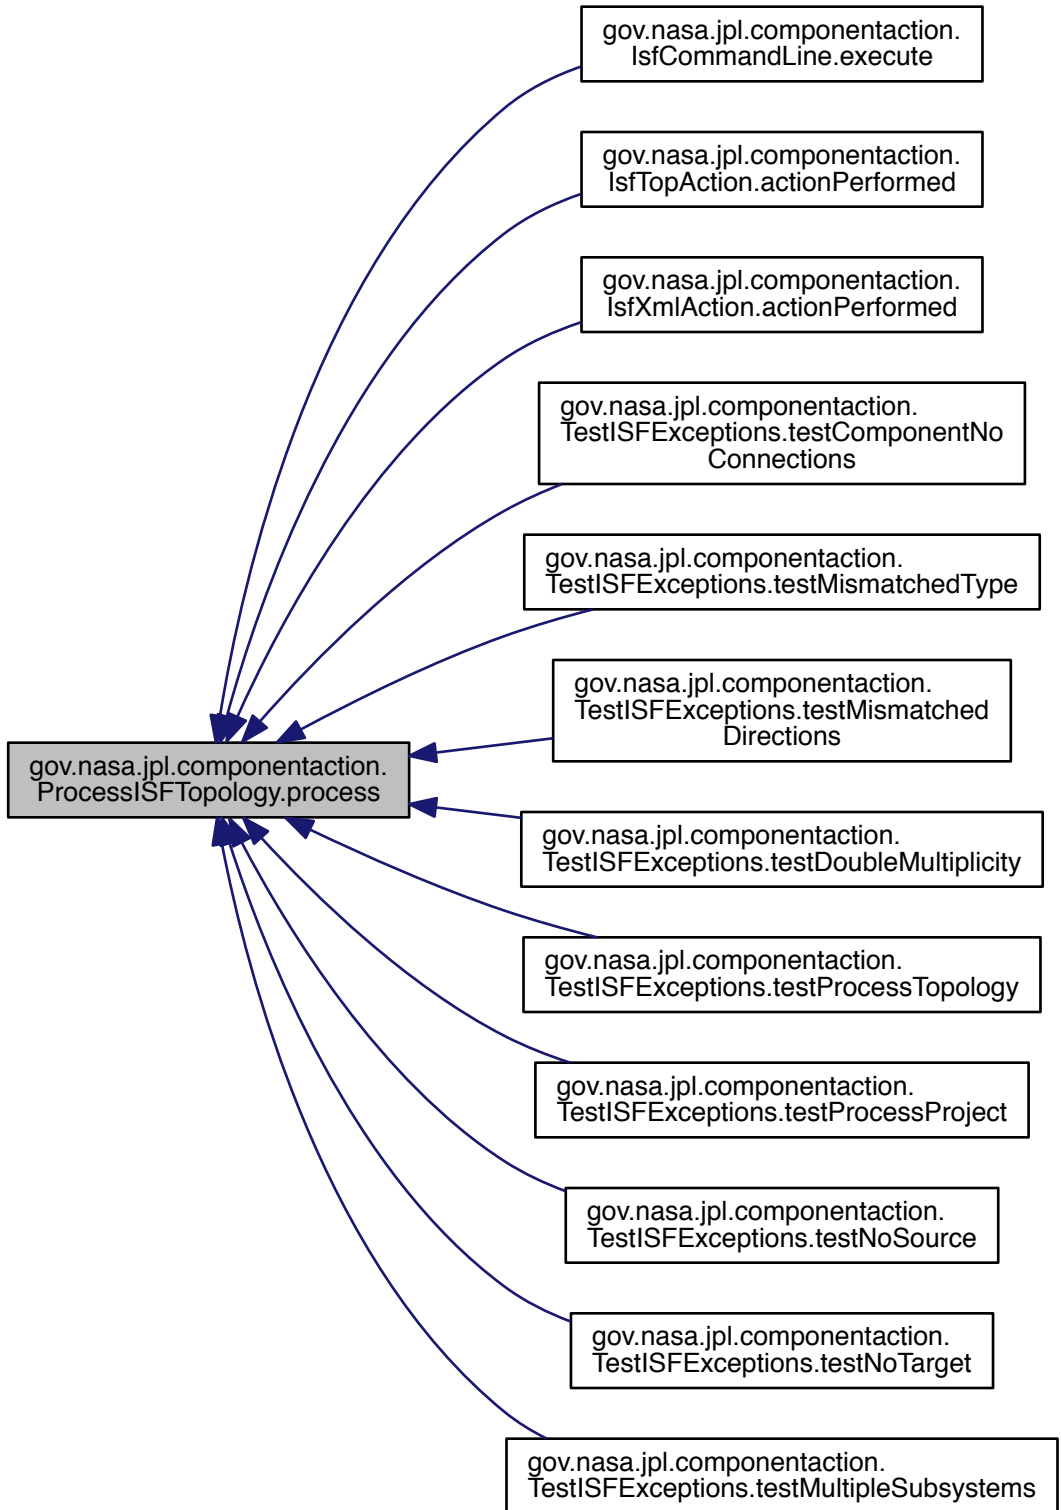 gov.nasa.jpl.componentaction.
IsfCommandLine.execute
gov.nasa.jpl.componentaction.
IsfTopAction.actionPerformed
gov.nasa.jpl.componentaction.
IsfXmlAction.actionPerformed
gov.nasa.jpl.componentaction.
TestISFExceptions.testComponentNo
Connections
gov.nasa.jpl.componentaction.
TestISFExceptions.testMismatchedType
gov.nasa.jpl.componentaction.
TestISFExceptions.testMismatched
Directions
gov.nasa.jpl.componentaction.
ProcessISFTopology.process
gov.nasa.jpl.componentaction.
TestISFExceptions.testDoubleMultiplicity
gov.nasa.jpl.componentaction.
TestISFExceptions.testProcessTopology
gov.nasa.jpl.componentaction.
TestISFExceptions.testProcessProject
gov.nasa.jpl.componentaction.
TestISFExceptions.testNoSource
gov.nasa.jpl.componentaction.
TestISFExceptions.testNoTarget
gov.nasa.jpl.componentaction.
TestISFExceptions.testMultipleSubsystems